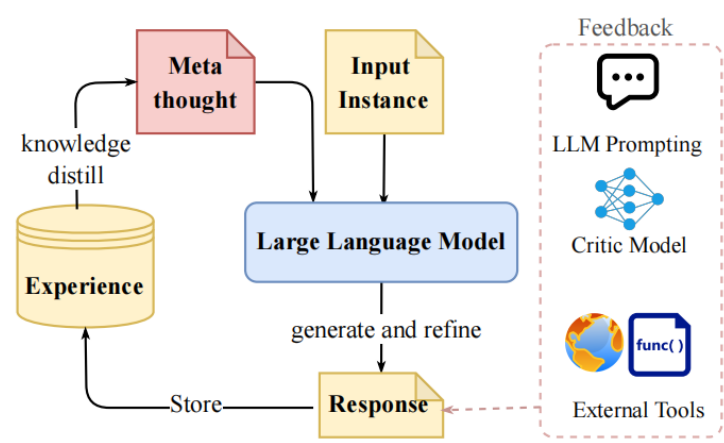 Feedback
Meta
thought
Input
Instance
LLM Prompting
knowledge
distill
Critic Model
Large Language Model
Experience
generate and refine
func( )
Store
Response
External Tools